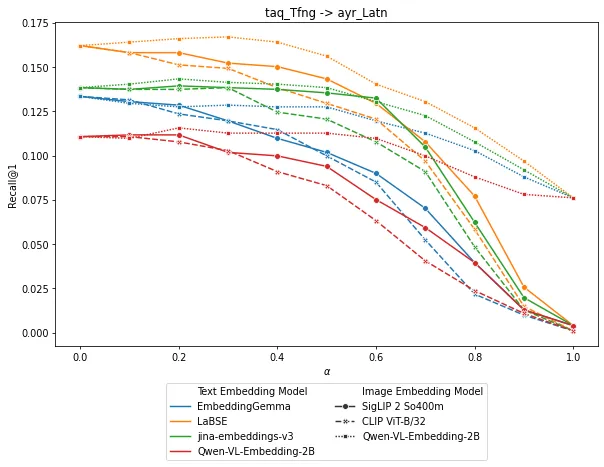 taq_Tfng -> ayr_Latn
0.175
0.150
0.125
0.100
0.075
0.050
0.025
0.000
Recall@1
0.0 0.2 0.4 0.6 0.8 1.0
α
Text Embedding Model
EmbeddingGemma
LaBSE
jina-embeddings-v3
Qwen-VL-Embedding-2B
Image Embedding Model
SigLIP 2 So400m
CLIP ViT-B/32
Qwen-VL-Embedding-2B